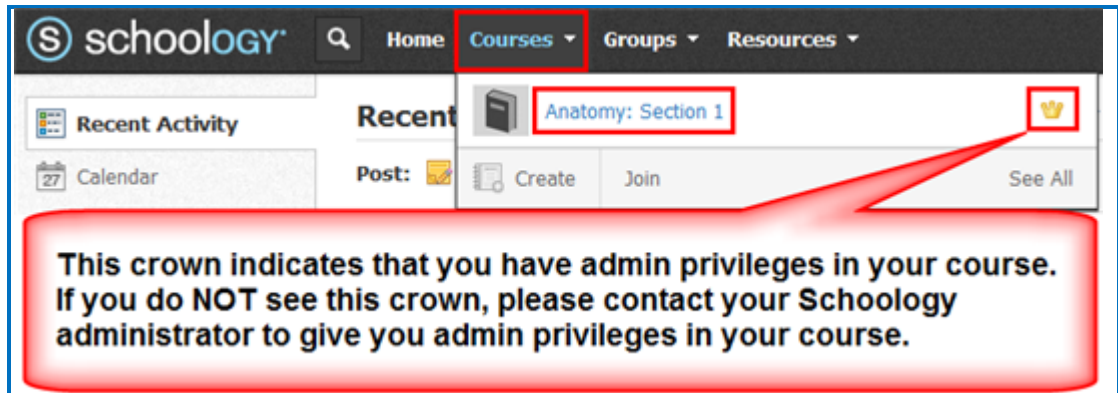 S schoology Home Courses Groups Resources
Recent Activity Recent Anatomy: Section 1
27 Calendar Post: Create Join See All
This crown indicates that you have admin privileges in your course.
If you do NOT see this crown, please contact your Schoology
administrator to give you admin privileges in your course.